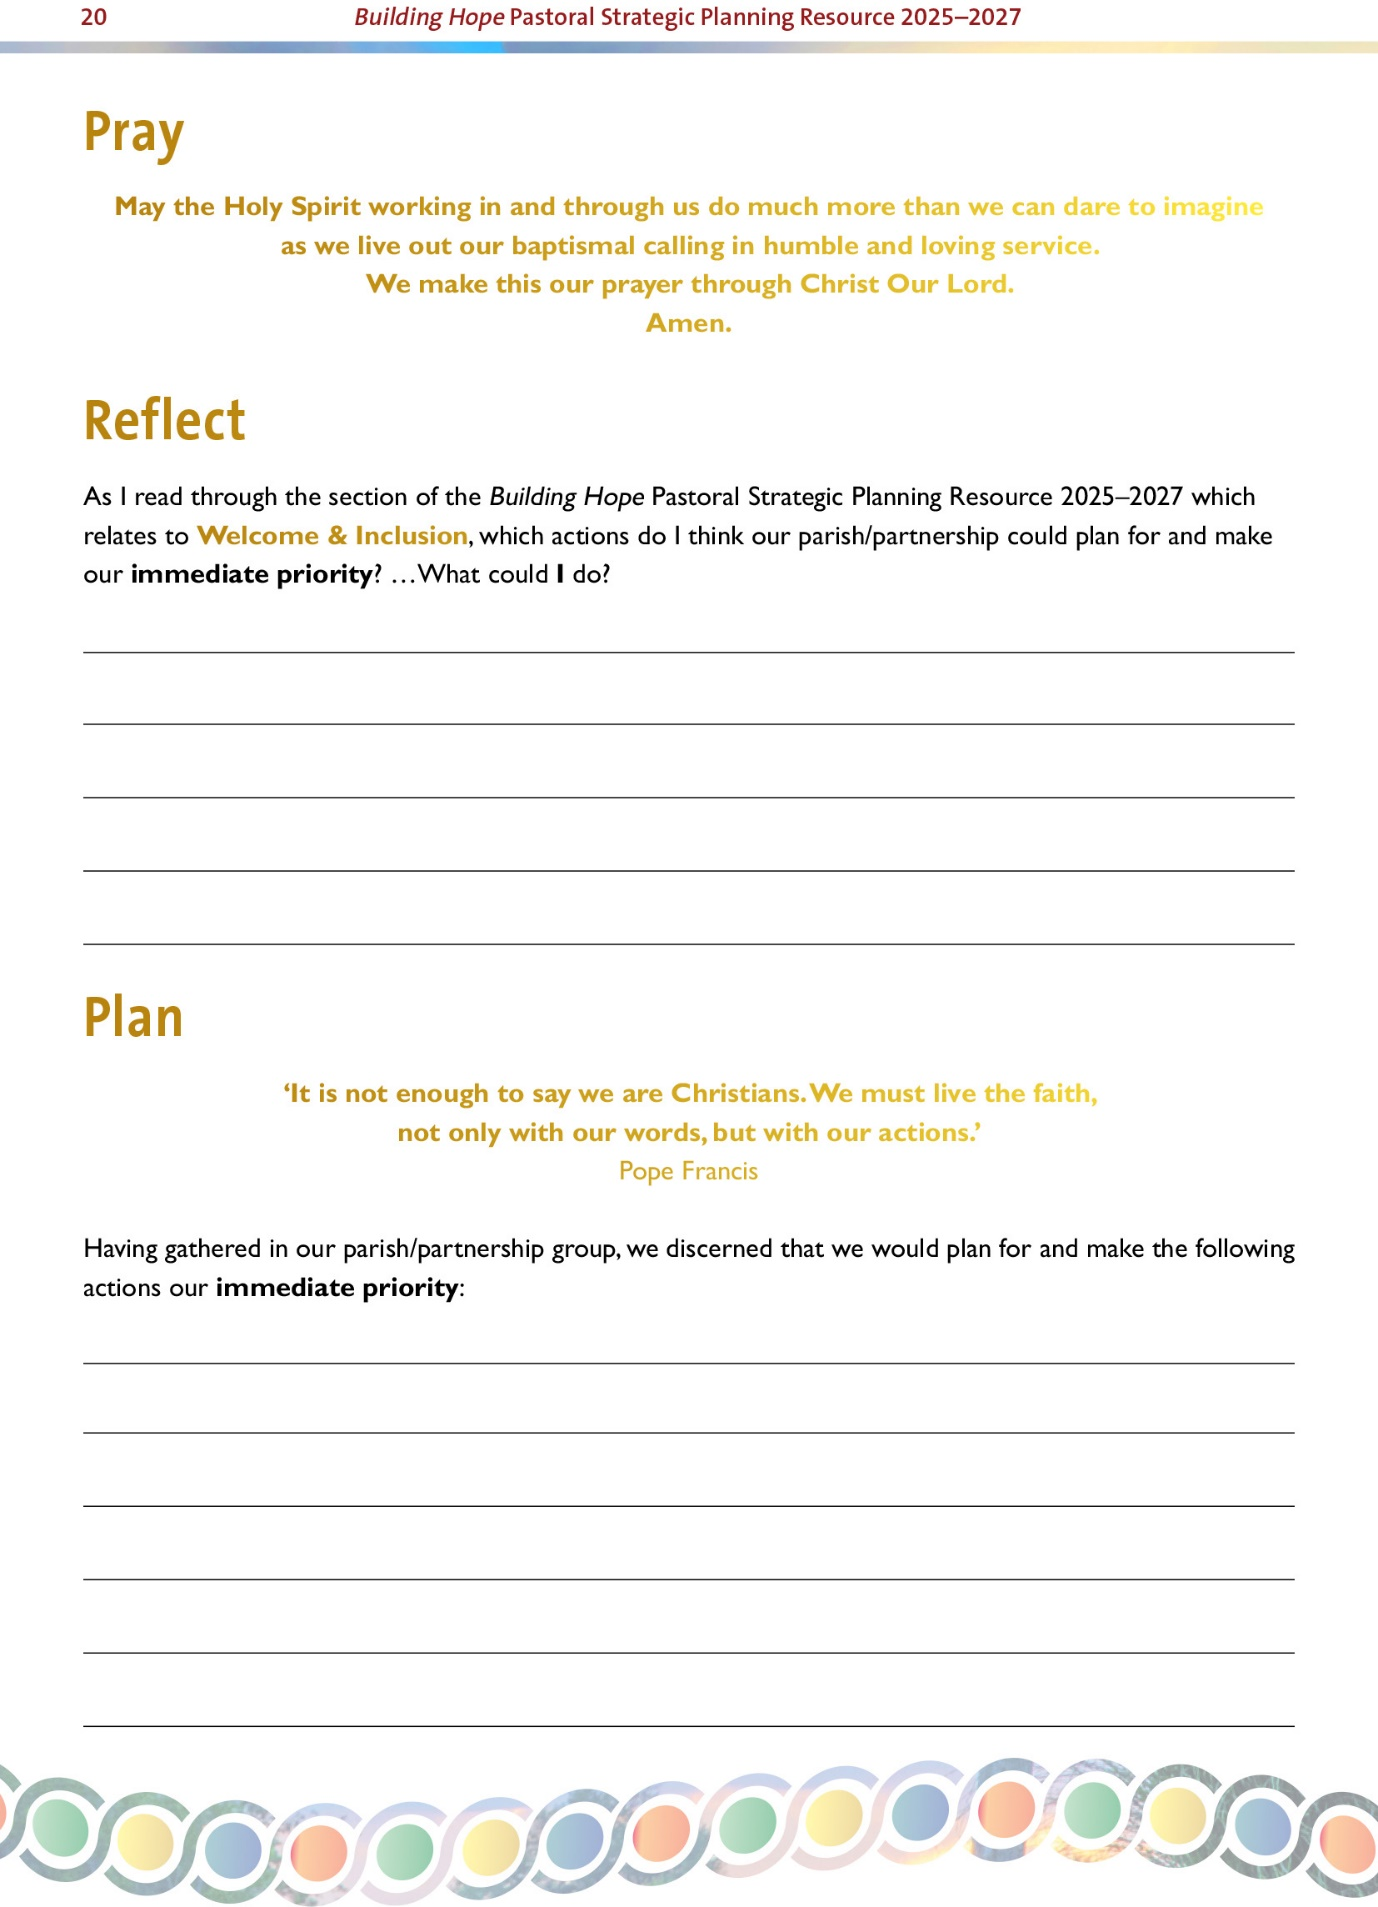 20
Building Hope Pastoral Strategic Planning Resource 2025–2027
Pray
May the Holy Spirit working in and through us do much more than we can dare to imagine
as we live out our baptismal calling in humble and loving service.
We make this our prayer through Christ Our Lord.
Amen.
Reflect
As I read through the section of the Building Hope Pastoral Strategic Planning Resource 2025–2027 which
relates to Welcome & Inclusion, which actions do I think our parish/partnership could plan for and make
our immediate priority? …What could I do?
Plan
‘It is not enough to say we are Christians. We must live the faith,
not only with our words, but with our actions.’
Pope Francis
Having gathered in our parish/partnership group, we discerned that we would plan for and make the following
actions our immediate priority: